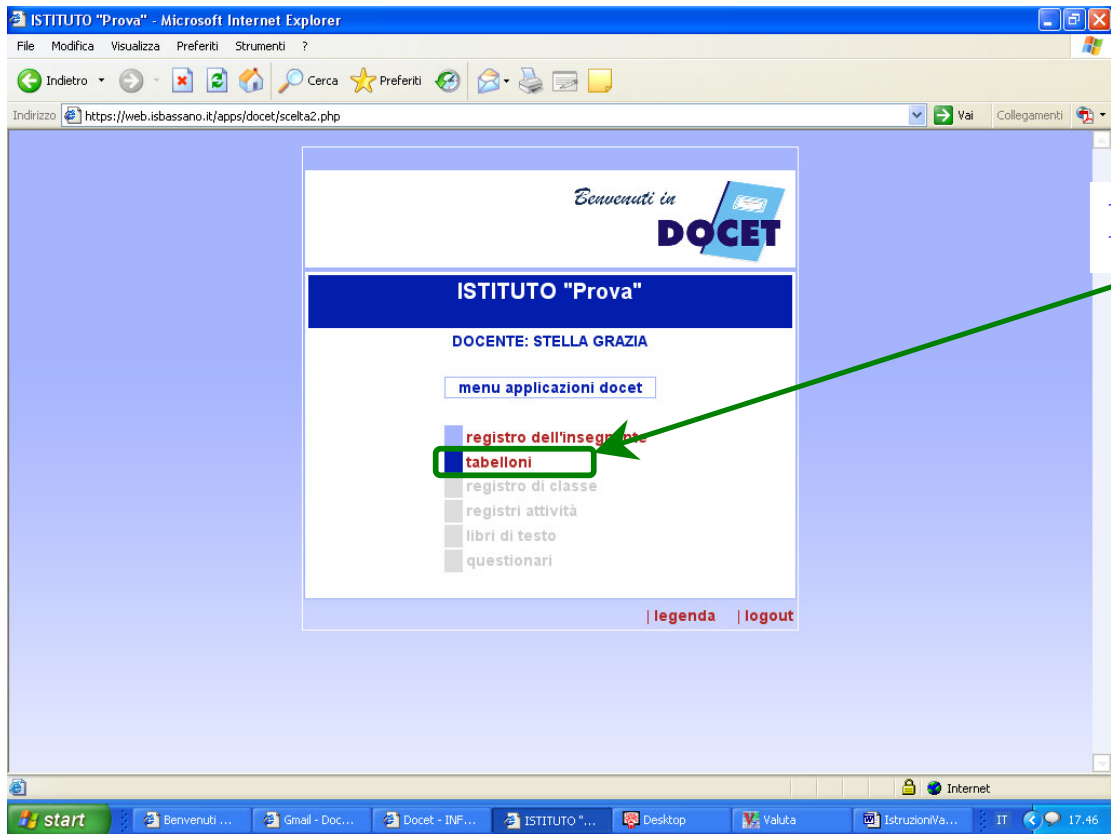 ISTITUTO "Prova" - Microsoft Internet Explorer
File Modifica Visualizza Preferiti Strumenti ?
Indietro Cerca Preferiti
Indirizzo https://web.isbassano.it/apps/docet/scelta2.php Vai Collegamenti
Benvenuti in
DOCET
ISTITUTO "Prova"
DOCENTE: STELLA GRAZIA
menu applicazioni docet
registro dell'insegnante
tabelloni
registro di classe
registri attività
libri di testo
questionari
| legenda | logout
Internet
start Benvenuti ... Gmail - Doc... Docet - INF... ISTITUTO "... Desktop Valuta IstruzioniVa... IT 17.46